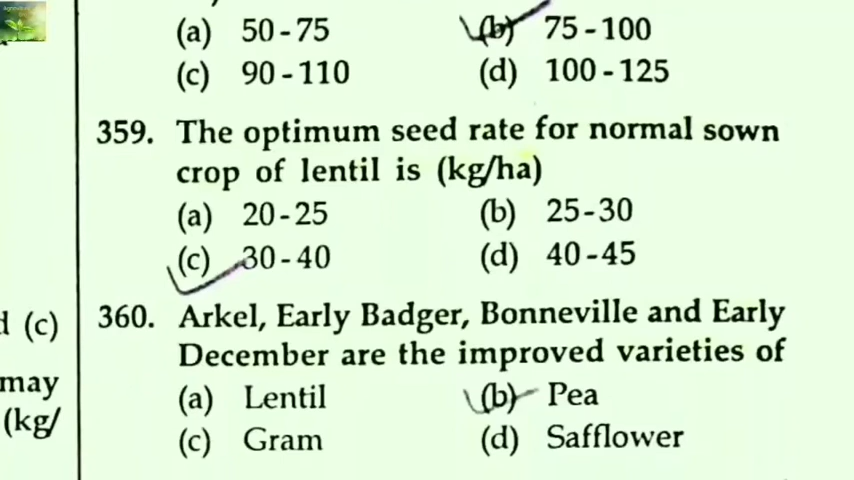 (a) 50-75 (b) 75-100
(c) 90-110 (d) 100-125
359. The optimum seed rate for normal sown
crop of lentil is (kg/ha)
(a) 20-25 (b) 25-30
(c) 30-40 (d) 40-45
d (c)
360. Arkel, Early Badger, Bonneville and Early
December are the improved varieties of
may
(a) Lentil (b) Pea
(kg/
(c) Gram (d) Safflower